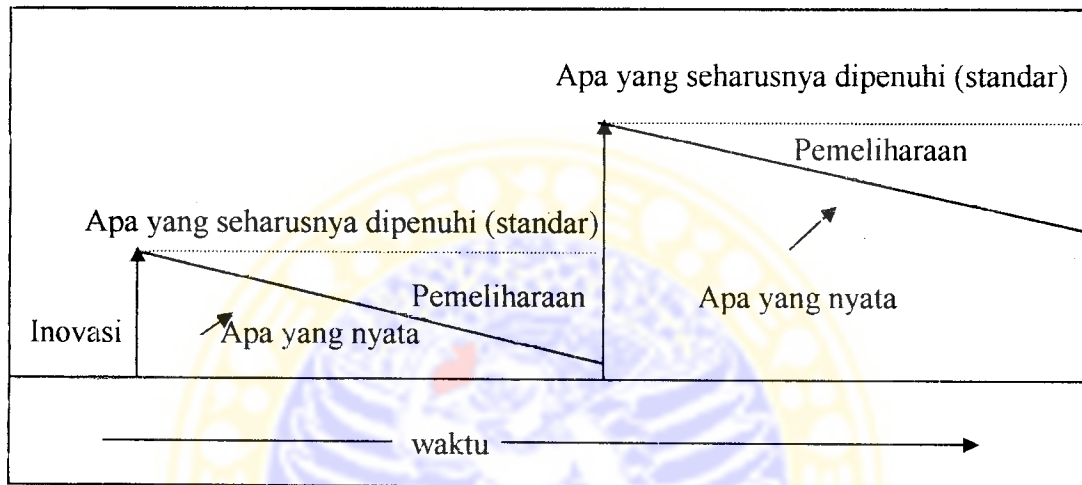 Apa yang seharusnya dipenuhi (standar)
Pemeliharaan
Apa yang seharusnya dipenuhi (standar)
Pemeliharaan
Apa yang nyata
Inovasi
Apa yang nyata
waktu